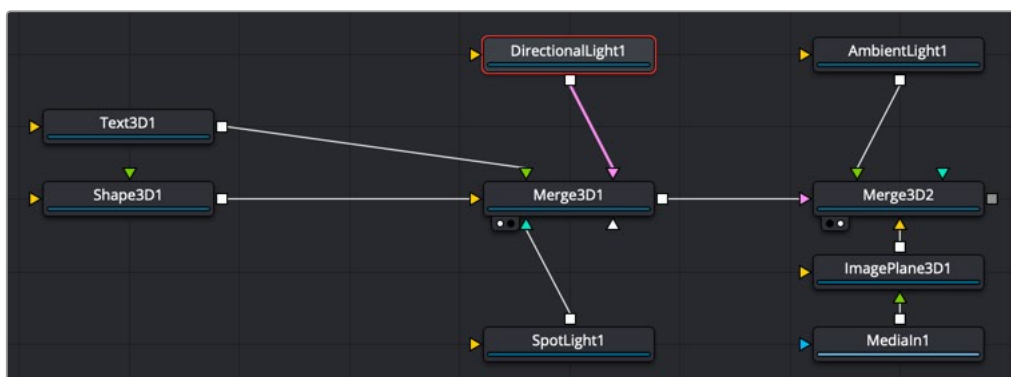 DirectionalLight1
AmbientLight1
Text3D1
Shape3D1
Merge3D1
Merge3D2
ImagePlane3D1
SpotLight1
MediaIn1